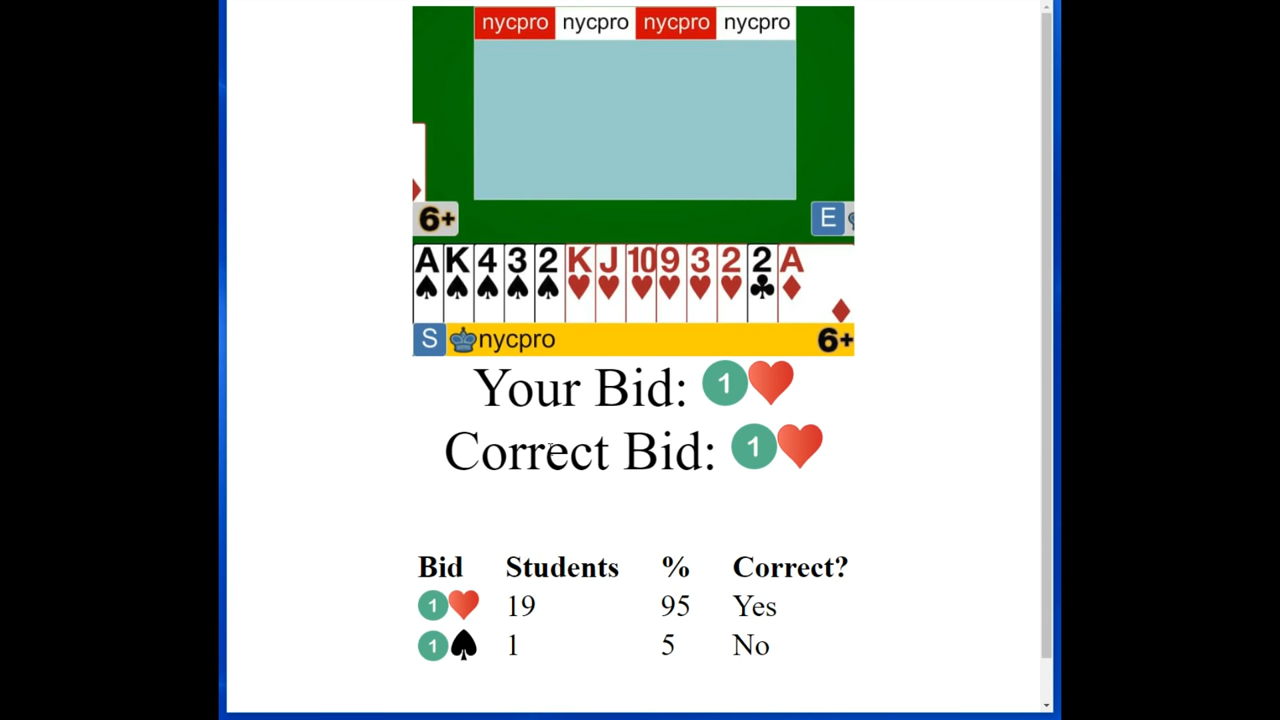 nycpro nycpro nycpro nycpro
6+ E
A K 4 3 2 K J 10 9 3 2 2 A
S nycpro 6+
Your Bid: 1
Correct Bid: 1
Bid Students % Correct?
1 19 95 Yes
1 1 5 No